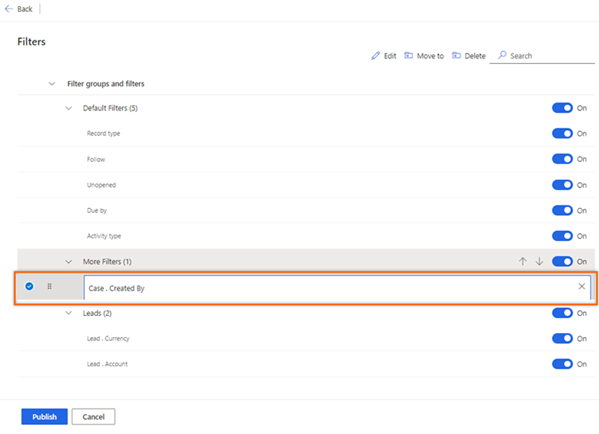 Back
Filters
Edit Move to Delete Search
Filter groups and filters
Default Filters (5) On
Record type On
Follow On
Unopened On
Due by On
Activity type On
More Filters (1) On
Case . Created By
Leads (2) On
Lead . Currency On
Lead . Account On
Publish Cancel